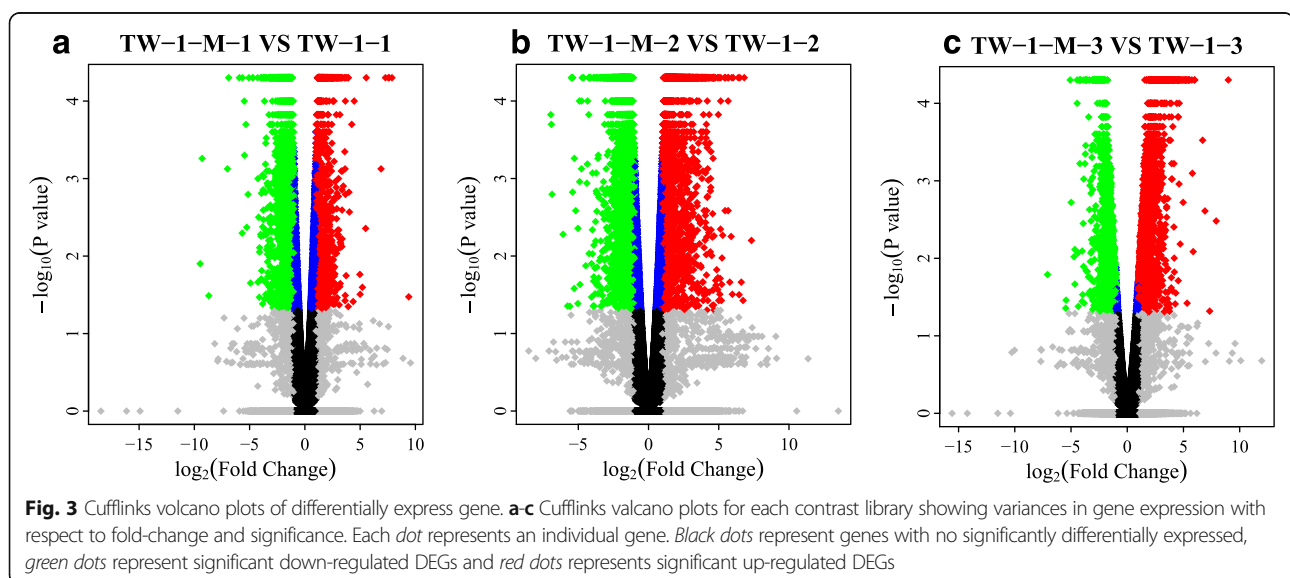 a TW−1−M−1 VS TW−1−1
−log10(P value)
4
3
2
1
0
−15 −10 −5 0 5 10
log2(Fold Change)
b TW−1−M−2 VS TW−1−2
−log10(P value)
4
3
2
1
0
−5 0 5 10
log2(Fold Change)
c TW−1−M−3 VS TW−1−3
−log10(P value)
4
3
2
1
0
−15 −10 −5 0 5 10
log2(Fold Change)
Fig. 3 Cufflinks volcano plots of differentially express gene. a-c Cufflinks valcano plots for each contrast library showing variances in gene expression with
respect to fold-change and significance. Each dot represents an individual gene. Black dots represent genes with no significantly differentially expressed,
green dots represent significant down-regulated DEGs and red dots represents significant up-regulated DEGs